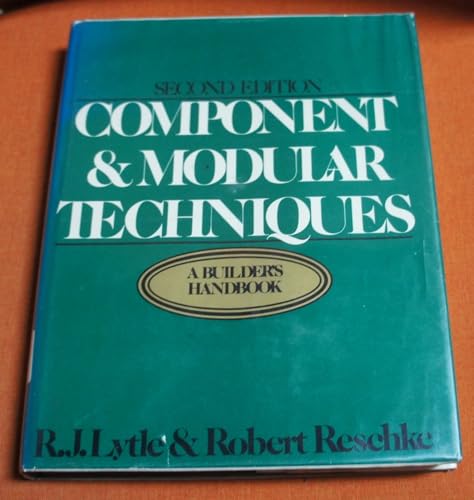 SECOND EDITION
COMPONENT
& MODULAR
TECHNIQUES
A BUILDER'S
HANDBOOK
R.J. Lytle & Robert Reschke